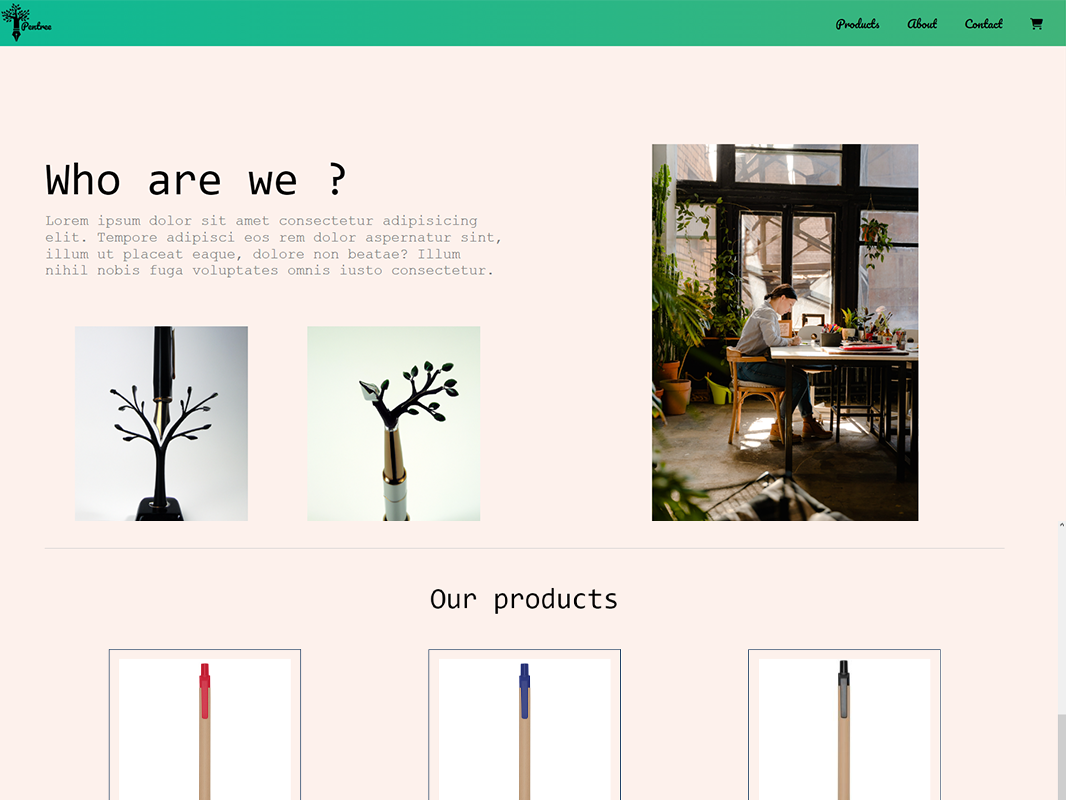 Pentree
Products About Contact
Who are we ?
Lorem ipsum dolor sit amet consectetur adipisicing
elit. Tempore adipisci eos rem dolor aspernatur sint,
illum ut placeat eaque, dolore non beatae? Illum
nihil nobis fuga voluptates omnis iusto consectetur.
Our products